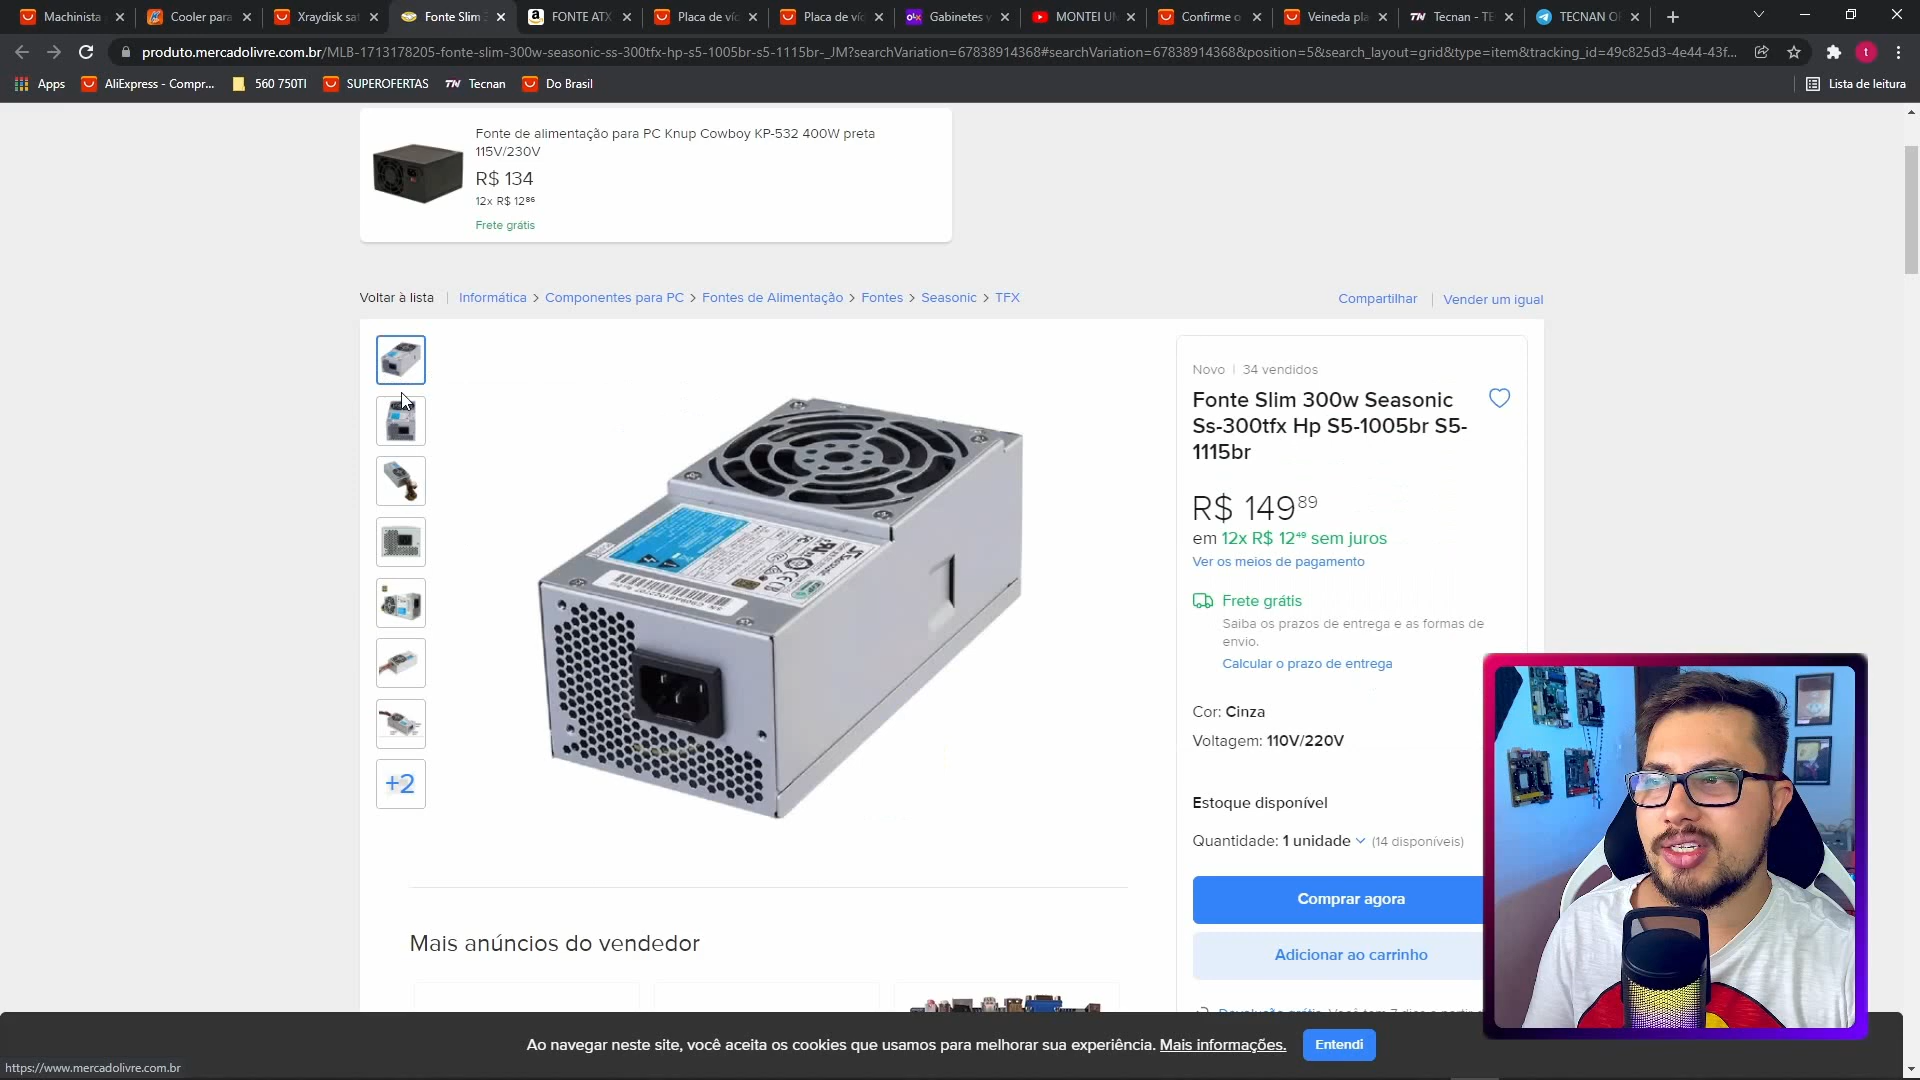 Machinista
Cooler para
Xraydisk sat
Fonte Slim 3
FONTE ATX
Placa de víc
Placa de víc
Gabinetes v
MONTEI UM
Confirme o
Veineda pla
Tecnan - TE
TECNAN OF
produto.mercadolivre.com.br/MLB-1713178205-fonte-slim-300w-seasonic-ss-300tfx-hp-s5-1005br-s5-1115br-_JM?searchVariation=67838914368#searchVariation=67838914368&position=5&search_layout=grid&type=item&tracking_id=49c825d3-4e44-43f...
t
Apps
AliExpress - Compr...
560 750TI
SUPEROFERTAS
TN Tecnan
Do Brasil
Lista de leitura
Fonte de alimentação para PC Knup Cowboy KP-532 400W preta
115V/230V
R$ 134
12x R$ 12⁸⁶
Frete grátis
Voltar à lista | Informática > Componentes para PC > Fontes de Alimentação > Fontes > Seasonic > TFX
Compartilhar | Vender um igual
Novo | 34 vendidos
Fonte Slim 300w Seasonic
Ss-300tfx Hp S5-1005br S5-
1115br
R$ 149⁸⁹
em 12x R$ 12⁴⁹ sem juros
Ver os meios de pagamento
Frete grátis
Saiba os prazos de entrega e as formas de
envio.
Calcular o prazo de entrega
Cor: Cinza
Voltagem: 110V/220V
Estoque disponível
Quantidade: 1 unidade (14 disponíveis)
Comprar agora
Adicionar ao carrinho
+2
Mais anúncios do vendedor
Ao navegar neste site, você aceita os cookies que usamos para melhorar sua experiência. Mais informações.
Entendi
https://www.mercadolivre.com.br